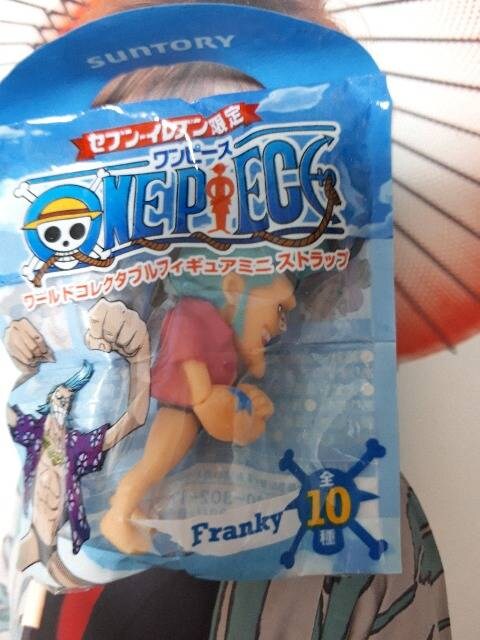 SUNTORY
セブン-イレブン限定
ワンピース
ONE PIECE
ワールドコレクタブルフィギュアミニ ストラップ
Franky
全
10
種